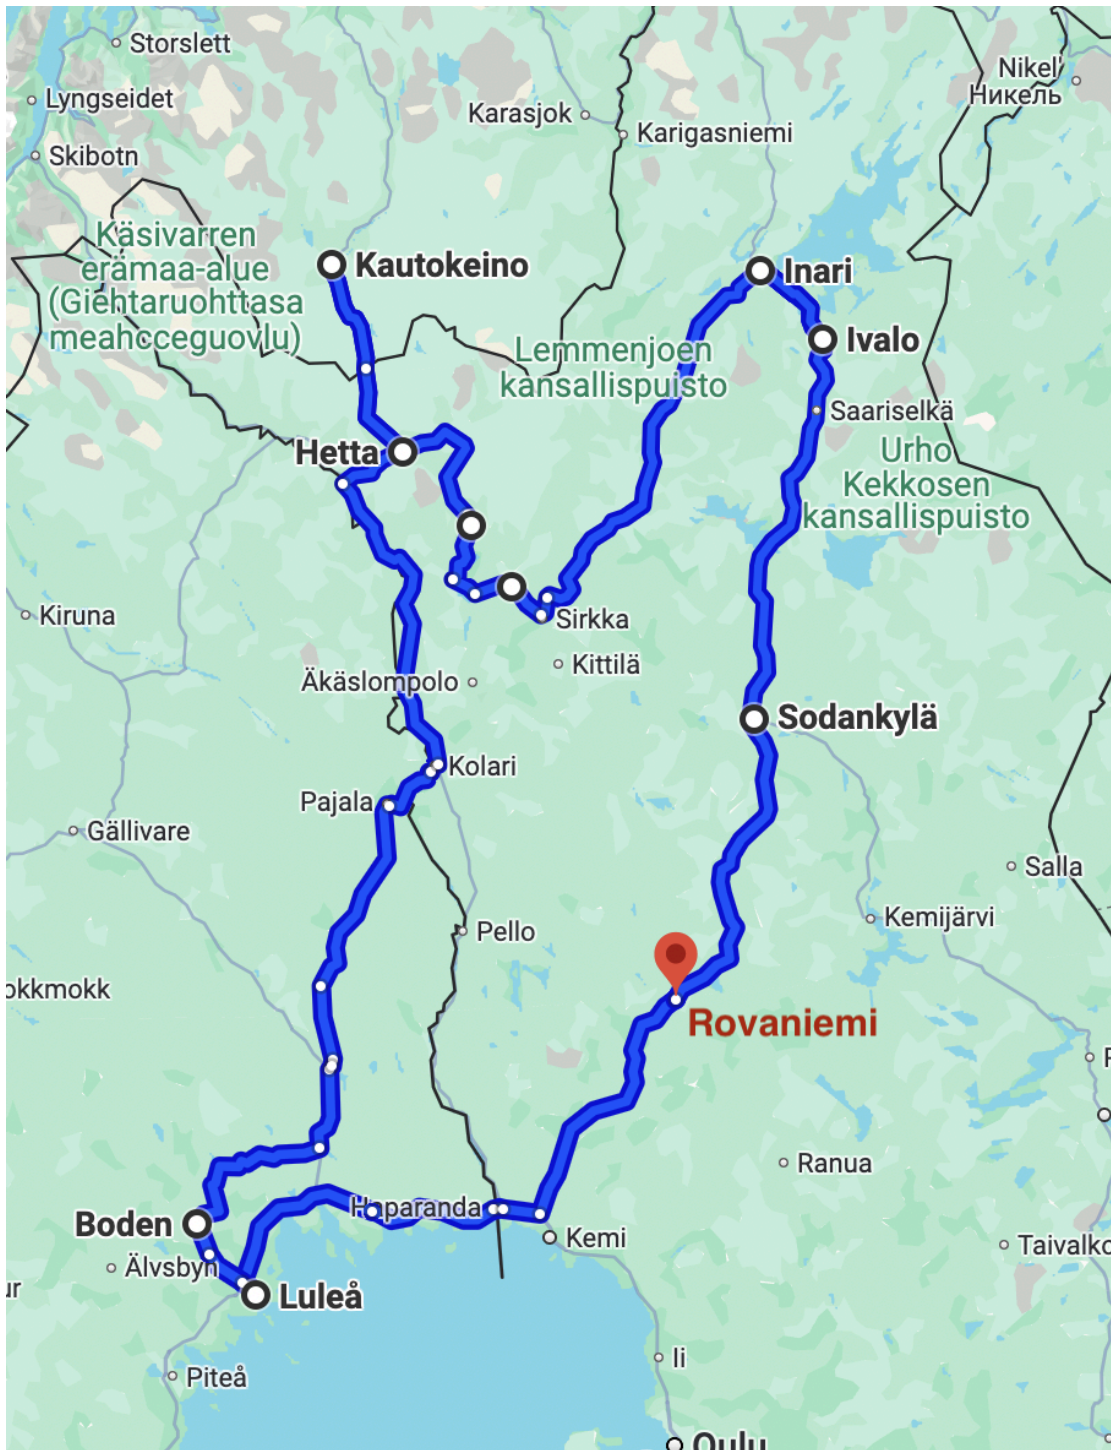 Storslett
Nikel'
Никель
Lyngseidet
Karasjok
Karigasniemi
Skibotn
Käsivarren
erämaa-alue
(Giehtaruohttasa
meahcceguovlu)
Kautokeino
Inari
Ivalo
Lemmenjoen
kansallispuisto
Saariselkä
Urho
Kekkosen
kansallispuisto
Hetta
Kiruna
Sirkka
Kittilä
Äkäslompolo
Sodankylä
Kolari
Pajala
Gällivare
Salla
Kemijärvi
Pello
okkmokk
Rovaniemi
Ranua
Haparanda
Boden
Kemi
Älvsbyn
Taivalko
ur
Luleå
Ii
Piteå
Oulu